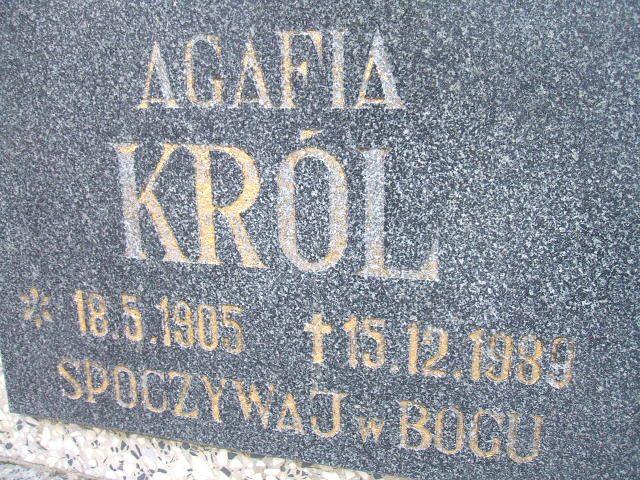 AGAFIA
KRÓL
* 18.5.1905 † 15.12.1989
SPOCZYWAJ w BOGU